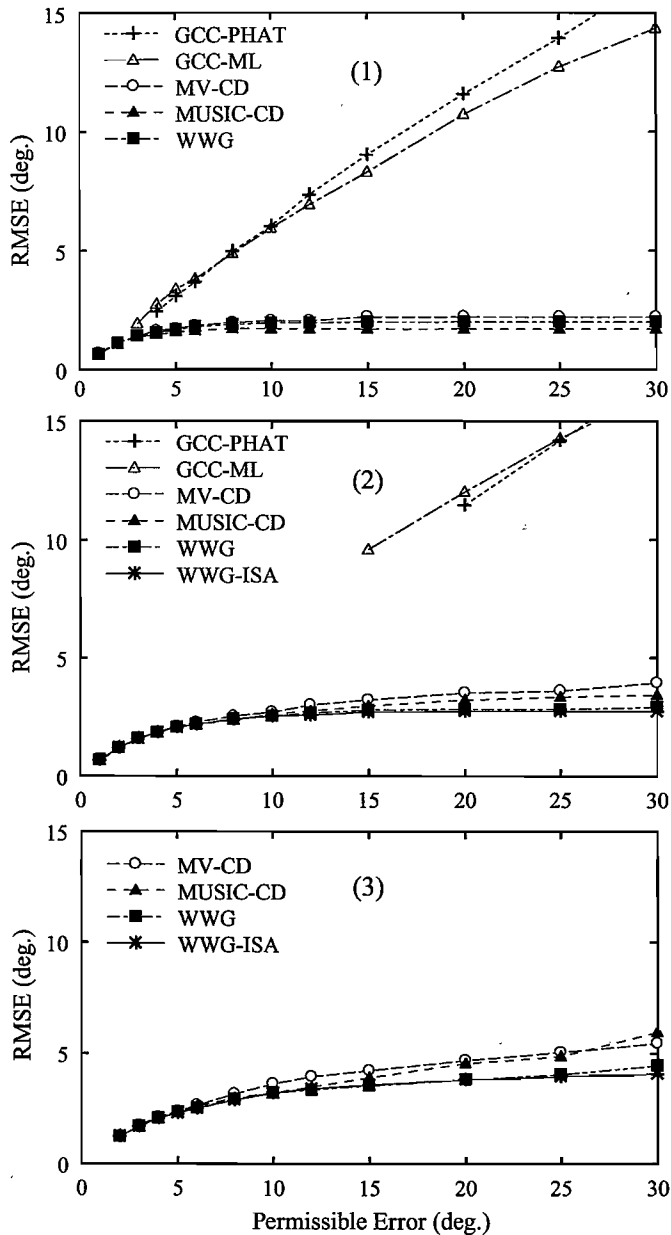 15
GCC-PHAT
GCC-ML
(1)
MV-CD
10
MUSIC-CD
WWG
RMSE (deg.)
5
0
0 5 10 15 20 25 30
15
GCC-PHAT
GCC-ML
(2)
MV-CD
10
MUSIC-CD
WWG
WWG-ISA
RMSE (deg.)
5
0
0 5 10 15 20 25 30
15
MV-CD
MUSIC-CD
(3)
WWG
10
WWG-ISA
RMSE (deg.)
5
0
0 5 10 15 20 25 30
Permissible Error (deg.)